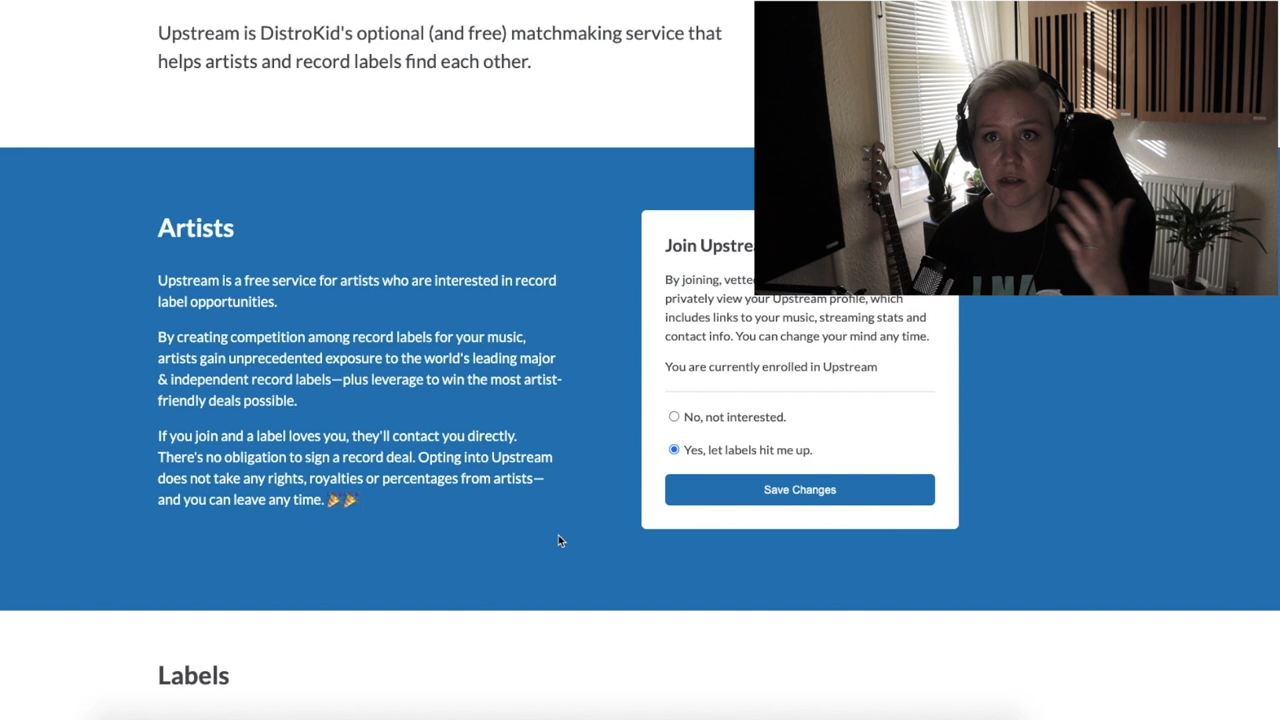 Upstream is DistroKid's optional (and free) matchmaking service that
helps artists and record labels find each other.
Artists
Upstream is a free service for artists who are interested in record
label opportunities.
By creating competition among record labels for your music,
artists gain unprecedented exposure to the world's leading major
& independent record labels—plus leverage to win the most artist-
friendly deals possible.
If you join and a label loves you, they'll contact you directly.
There's no obligation to sign a record deal. Opting into Upstream
does not take any rights, royalties or percentages from artists—
and you can leave any time. 🎉🎉
Join
By joining,
privately view your Upstream profile, which
includes links to your music, streaming stats and
contact info. You can change your mind any time.
You are currently enrolled in Upstream
No, not interested.
Yes, let labels hit me up.
Save Changes
Labels